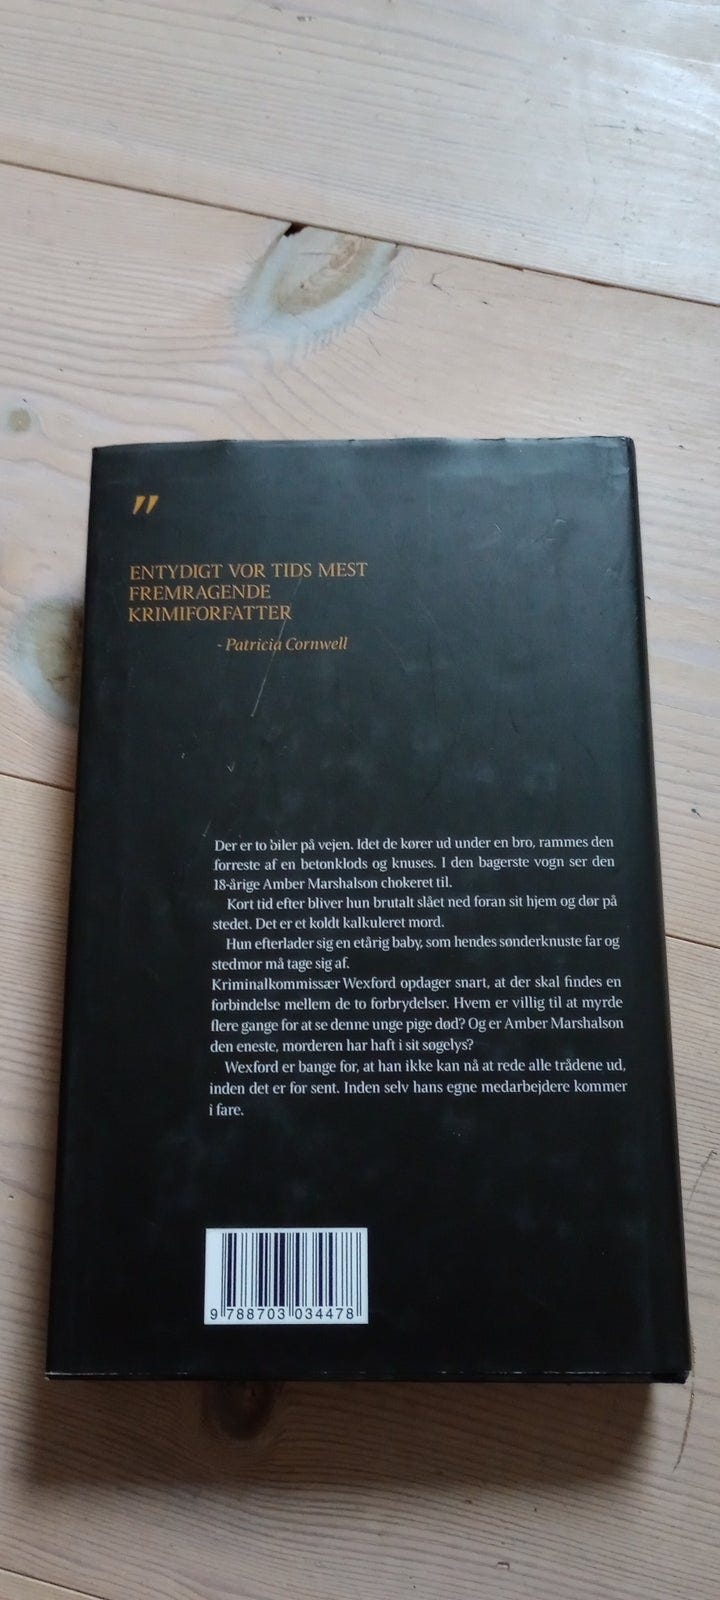 "
ENTYDIGT VOR TIDS MEST
FREMRAGENDE
KRIMIFORFATTER
- Patricia Cornwell
Der er to biler på vejen. Idet de kører ud under en bro, rammes den
forreste af en betonklods og knuses. I den bagerste vogn ser den
18-årige Amber Marshalson chokeret til.
Kort tid efter bliver hun brutalt slået ned foran sit hjem og dør på
stedet. Det er et koldt kalkuleret mord.
Hun efterlader sig en etårig baby, som hendes sønderknuste far og
stedmor må tage sig af.
Kriminalkommissær Wexford opdager snart, at der skal findes en
forbindelse mellem de to forbrydelser. Hvem er villig til at myrde
flere gange for at se denne unge pige død? Og er Amber Marshalson
den eneste, morderen har haft i sit søgelys?
Wexford er bange for, at han ikke kan nå at rede alle trådene ud,
inden det er for sent. Inden selv hans egne medarbejdere kommer
i fare.
9 788703 034478